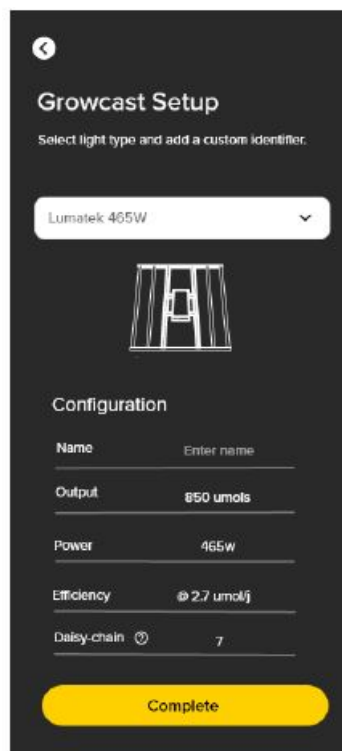 Growcast Setup
Select light type and add a custom identifier.
Lumatek 465W
Configuration
Name Enter name
Output 850 umols
Power 465w
Efficiency @ 2.7 umol/j
Daisy-chain ? 7
Complete